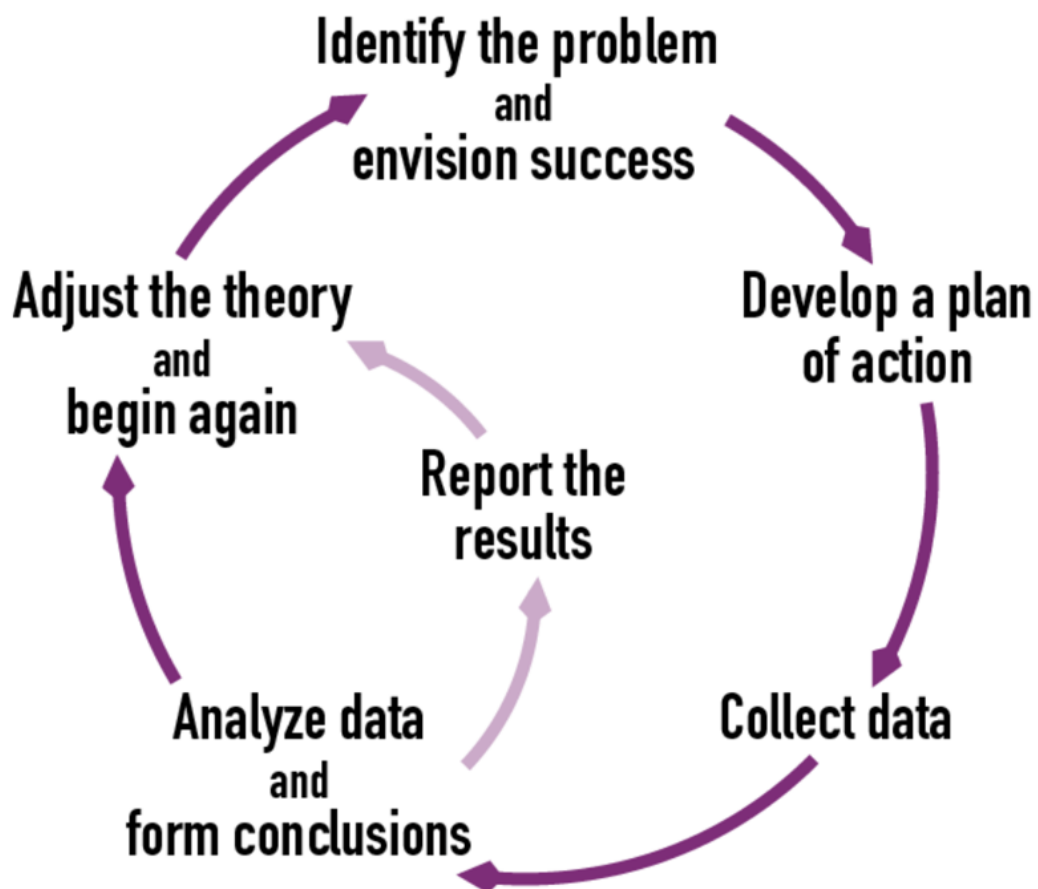 Identify the problem
and
envision success
Develop a plan
of action
Collect data
Analyze data
and
form conclusions
Report the
results
Adjust the theory
and
begin again